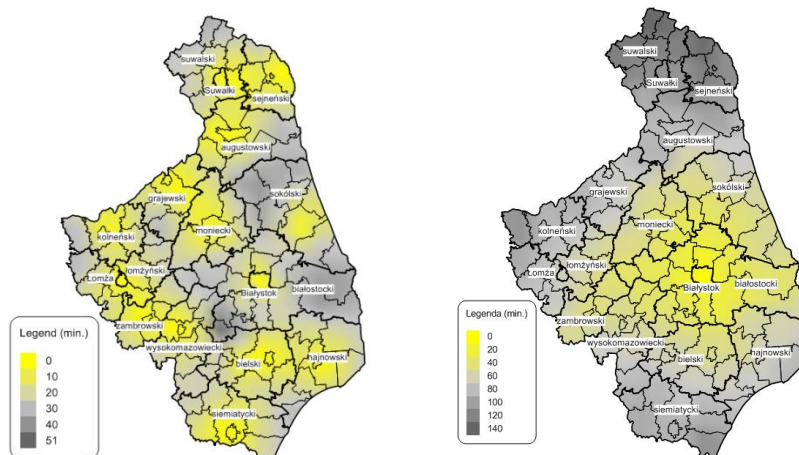 suwalski
Suwałki
sejneński
augustowski
grajewski
sokólski
kolneński
moniecki
Łomża
łomżyński
Białystok
białostocki
zambrowski
wysokomazowiecki
bielski
hajnowski
siemiatycki
Legend (min.)
0
10
20
30
40
51
suwalski
Suwałki
sejneński
augustowski
grajewski
sokólski
kolneński
moniecki
Łomża
łomżyński
Białystok
białostocki
zambrowski
wysokomazowiecki
bielski
hajnowski
siemiatycki
Legenda (min.)
0
20
40
60
80
100
120
140